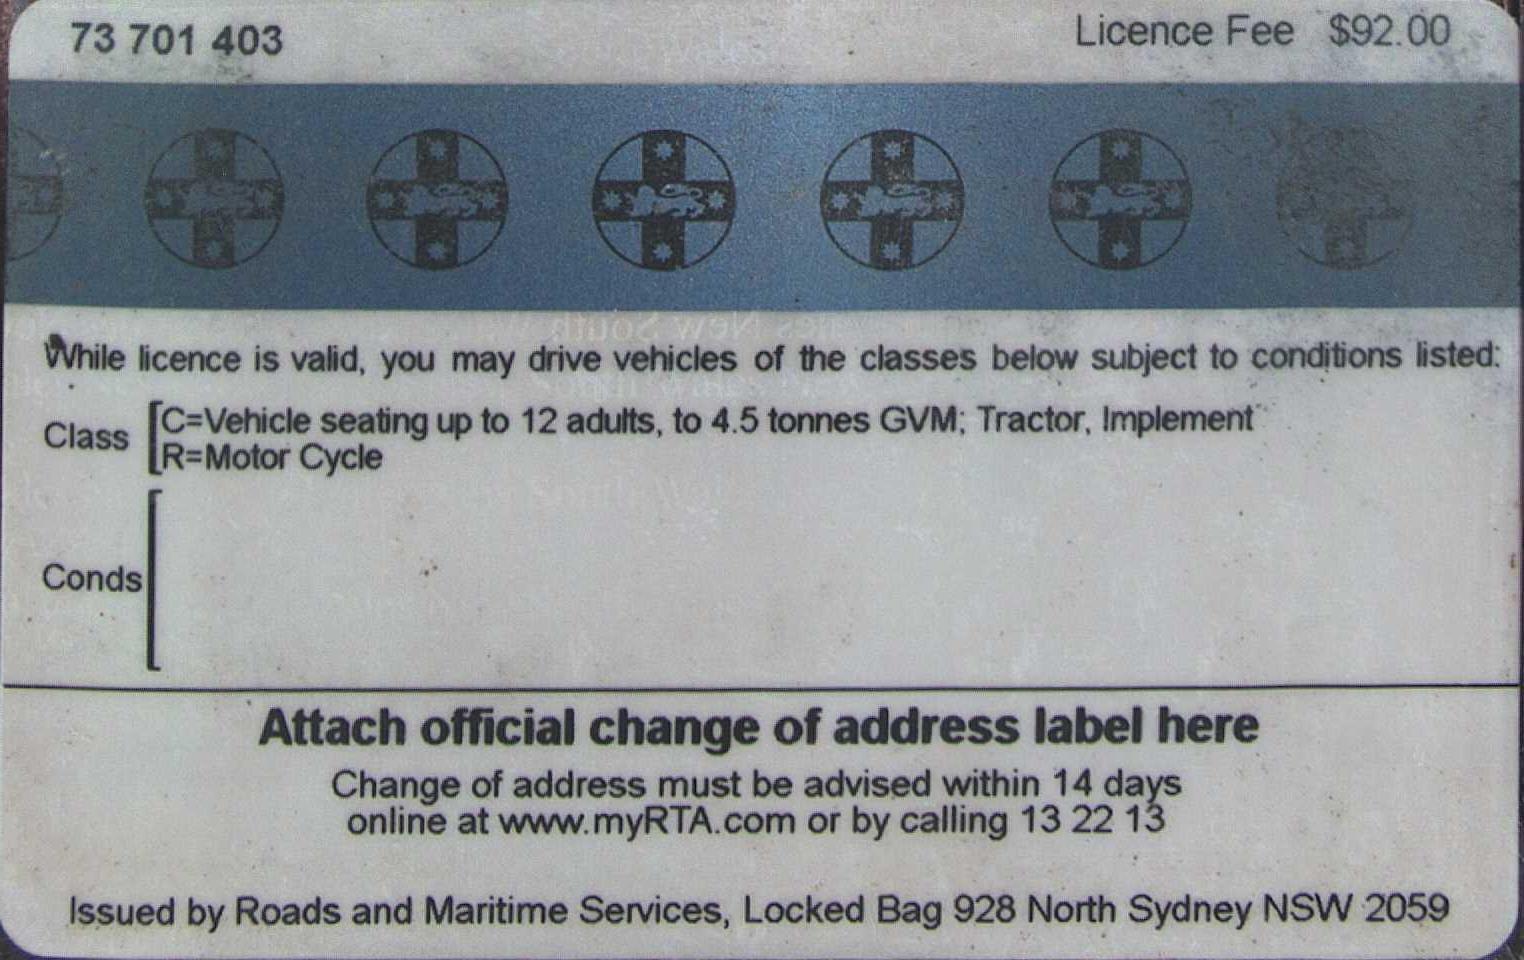 73 701 403
Licence Fee $92.00
While licence is valid, you may drive vehicles of the classes below subject to conditions listed:
Class
C=Vehicle seating up to 12 adults, to 4.5 tonnes GVM; Tractor, Implement
R=Motor Cycle
Conds
Attach official change of address label here
Change of address must be advised within 14 days
online at www.myRTA.com or by calling 13 22 13
Issued by Roads and Maritime Services, Locked Bag 928 North Sydney NSW 2059